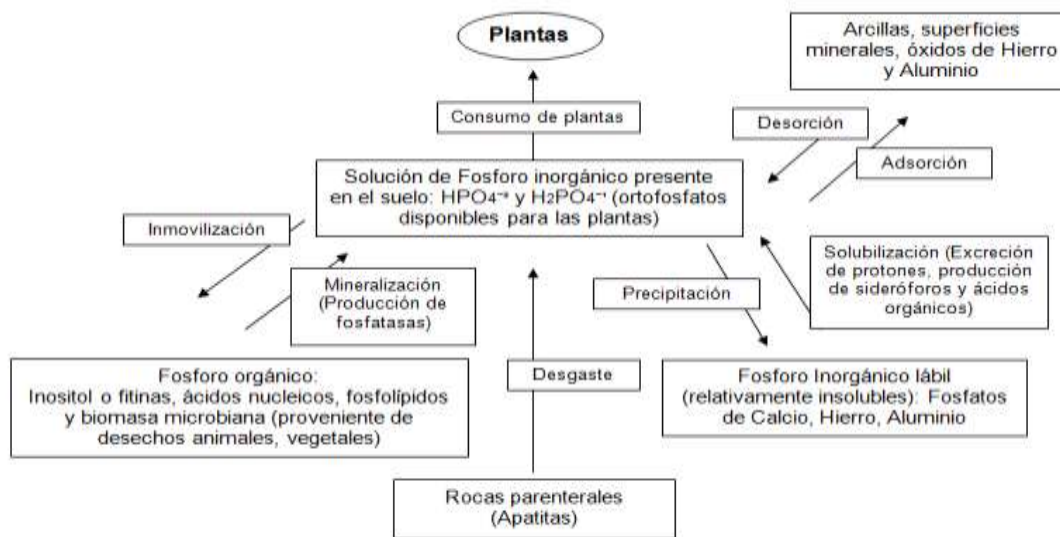 Plantas
Arcillas, superficies
minerales, óxidos de Hierro
y Aluminio
Consumo de plantas
Desorción
Adsorción
Solución de Fosforo inorgánico presente
en el suelo: HPO4⁻² y H2PO4⁻¹ (ortofosfatos
disponibles para las plantas)
Inmovilización
Mineralización
(Producción de
fosfatasas)
Precipitación
Solubilización (Excreción
de protones, producción
de sideróforos y ácidos
orgánicos)
Fosforo orgánico:
Inositol o fitinas, ácidos nucleicos, fosfolípidos
y biomasa microbiana (proveniente de
desechos animales, vegetales)
Desgaste
Fosforo Inorgánico lábil
(relativamente insolubles): Fosfatos
de Calcio, Hierro, Aluminio
Rocas parenterales
(Apatitas)